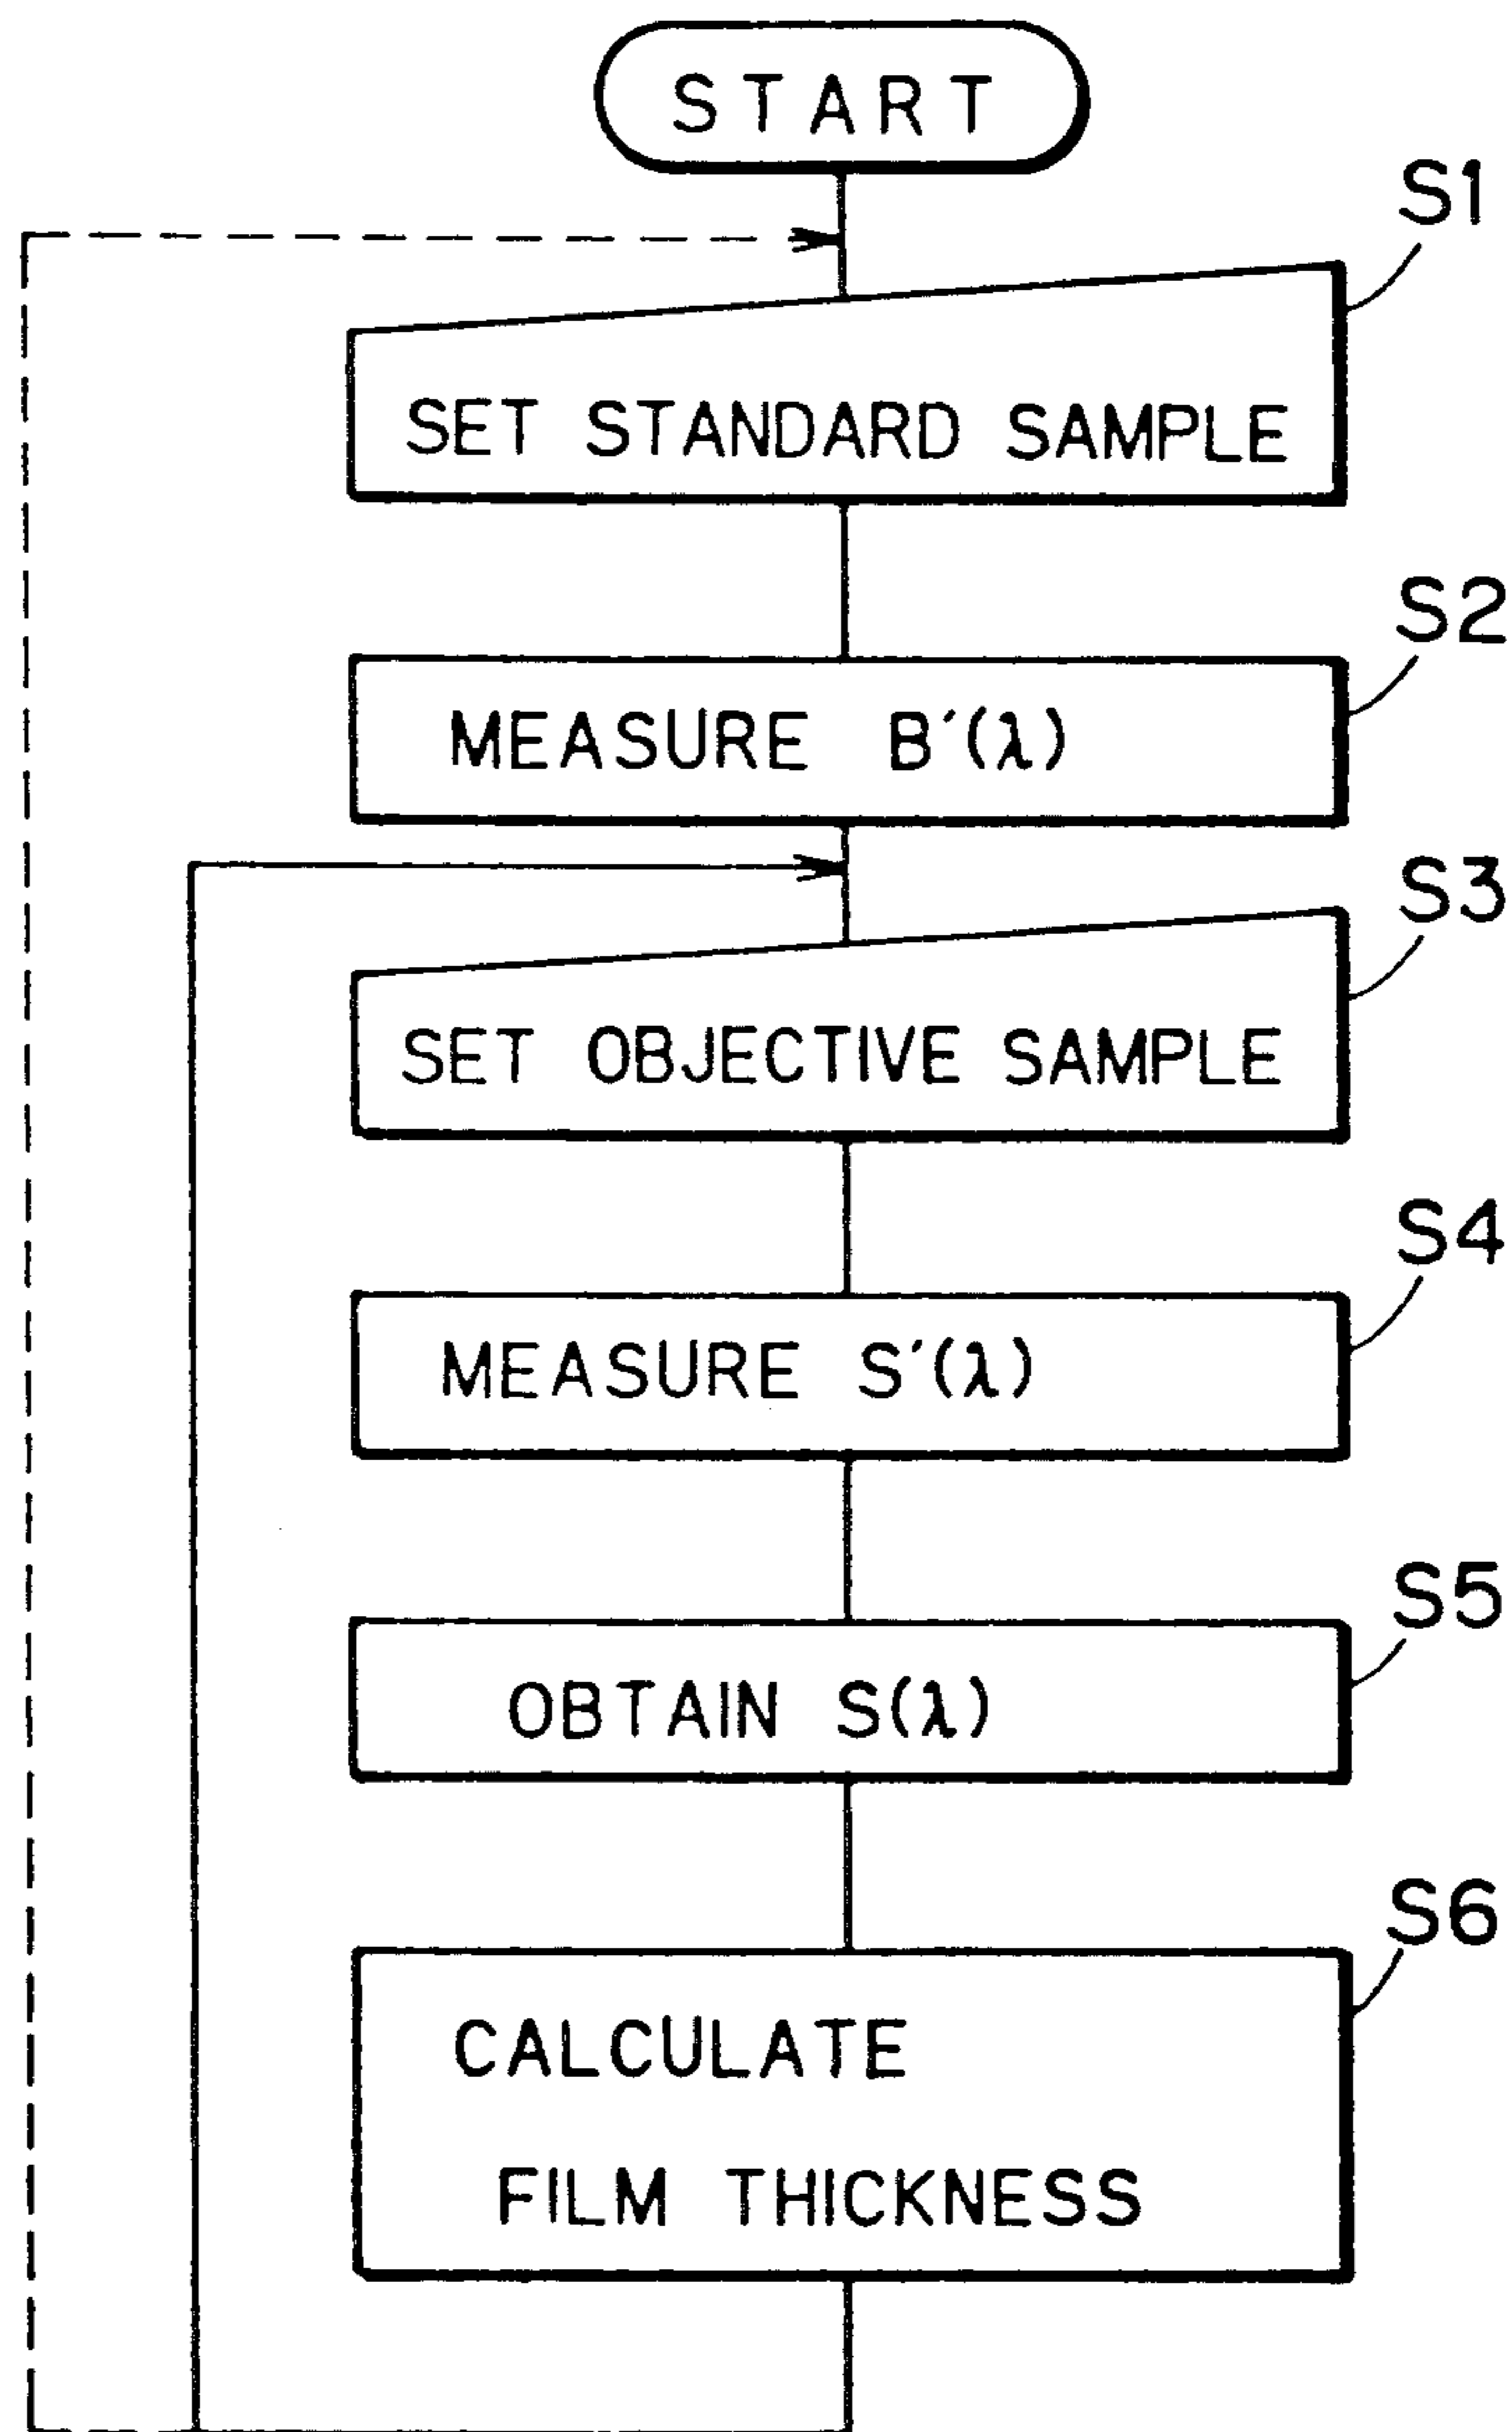 START
S1
SET STANDARD SAMPLE
S2
MEASURE B′(λ)
S3
SET OBJECTIVE SAMPLE
S4
MEASURE S′(λ)
S5
OBTAIN S(λ)
S6
CALCULATE
FILM THICKNESS